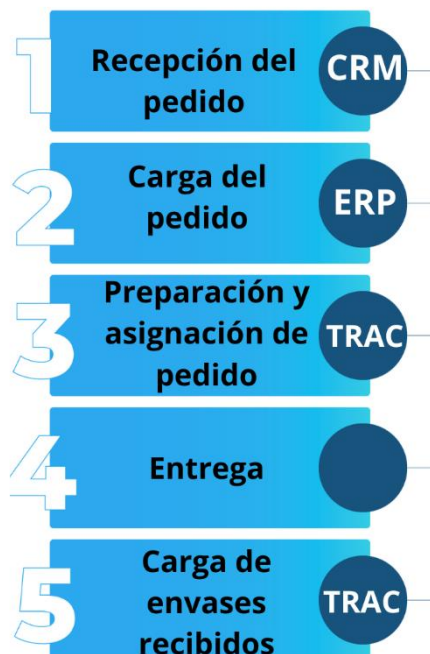 1
Recepción del
pedido
CRM
2
Carga del
pedido
ERP
3
Preparación y
asignación de
pedido
TRAC
4
Entrega
5
Carga de
envases
recibidos
TRAC